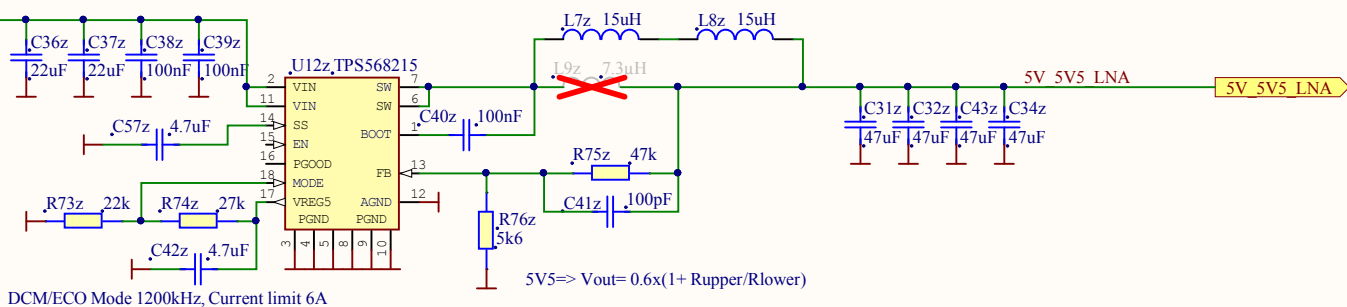 L7z 15uH
L8z 15uH
C36z
22uF
C37z
22uF
C38z
100nF
C39z
100nF
U12z TPS568215
L9z 7.3µH
5V_5V5_LNA
5V_5V5_LNA
2 VIN
11 VIN
14 SS
15 EN
16 PGOOD
18 MODE
17 VREG5
SW 7
SW 6
BOOT 1
FB 13
AGND 12
PGND PGND
3 4 5 8 9 10
C57z 4.7uF
C40z 100nF
C31z
47uF
C32z
47uF
C43z
47uF
C34z
47uF
R75z 47k
C41z 100pF
R73z 22k
R74z 27k
R76z
5k6
C42z 4.7uF
5V5=> Vout= 0.6x(1+ Rupper/Rlower)
DCM/ECO Mode 1200kHz, Current limit 6A